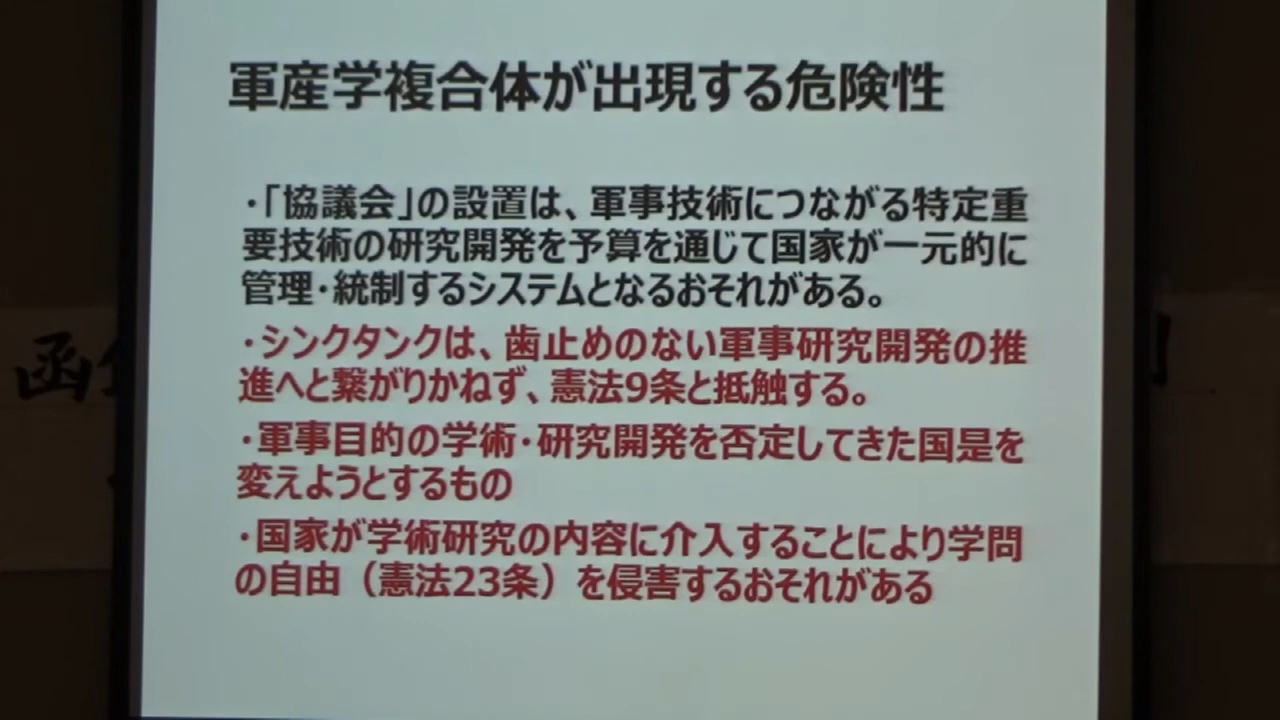 軍産学複合体が出現する危険性
・「協議会」の設置は、軍事技術につながる特定重
要技術の研究開発を予算を通じて国家が一元的に
管理・統制するシステムとなるおそれがある。
・シンクタンクは、歯止めのない軍事研究開発の推
進へと繋がりかねず、憲法9条と抵触する。
・軍事目的の学術・研究開発を否定してきた国是を
変えようとするもの
・国家が学術研究の内容に介入することにより学問
の自由（憲法23条）を侵害するおそれがある
函